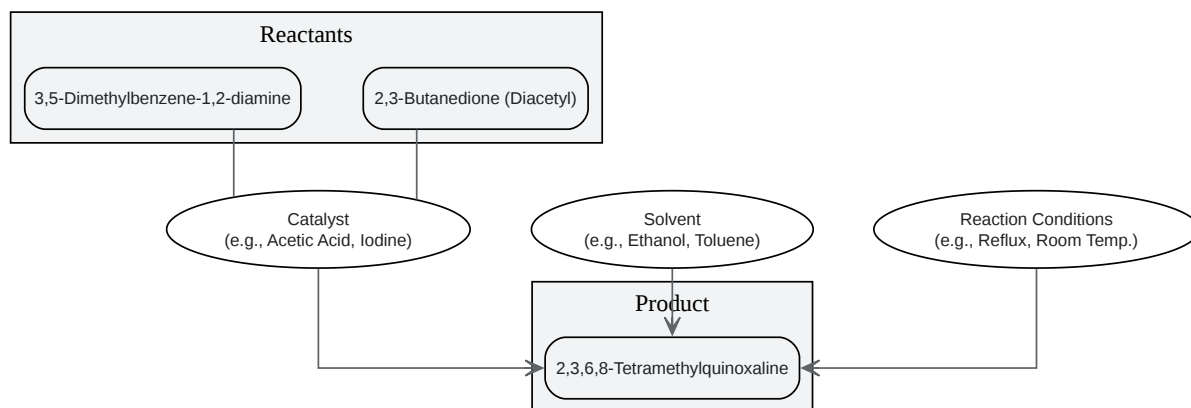 Reactants
3,5-Dimethylbenzene-1,2-diamine
2,3-Butanedione (Diacetyl)
Catalyst
(e.g., Acetic Acid, Iodine)
Solvent
(e.g., Ethanol, Toluene)
Reaction Conditions
(e.g., Reflux, Room Temp.)
Product
2,3,6,8-Tetramethylquinoxaline